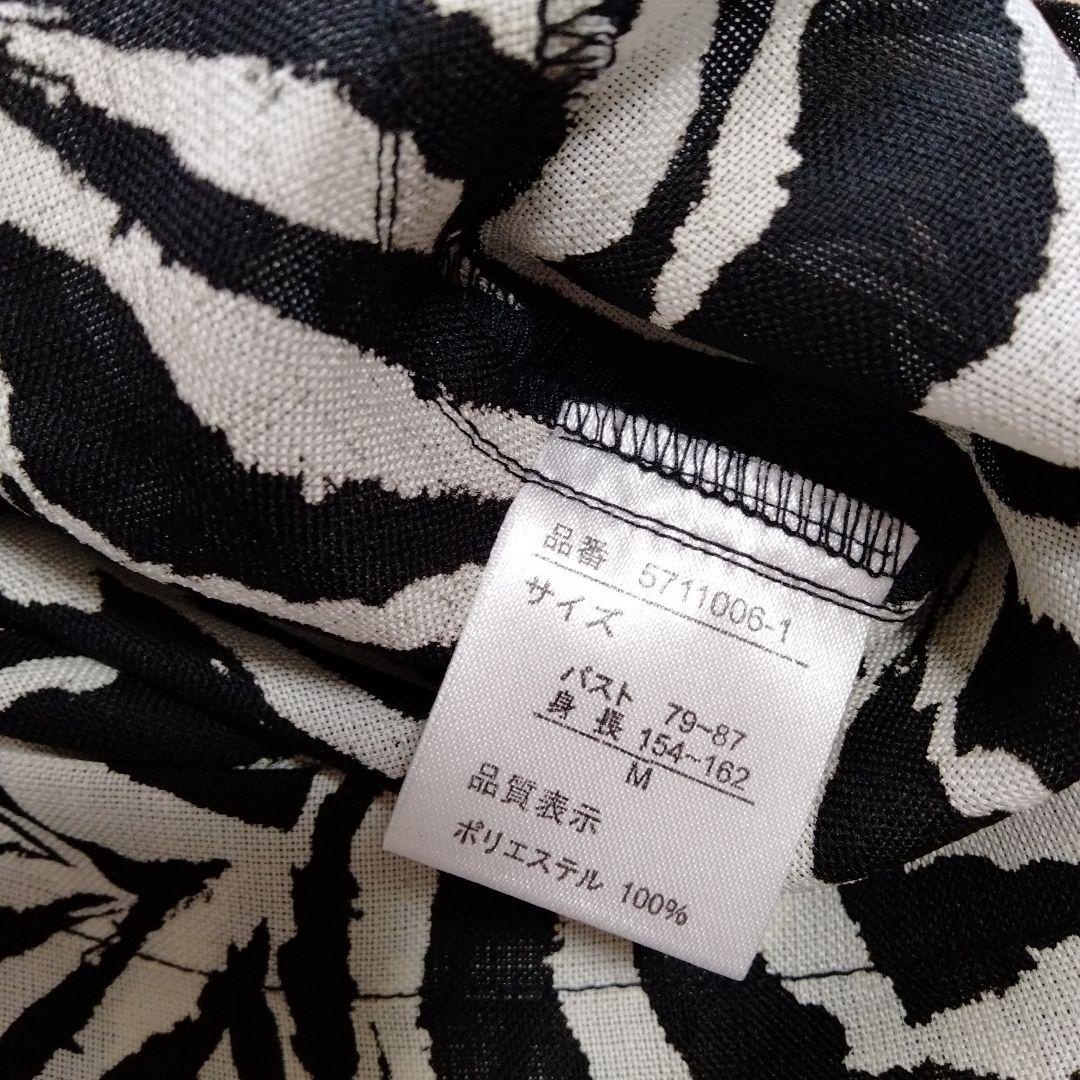 品番 5711006-1
サイズ
バスト 79~87
身長 154~162
M
品質表示
ポリエステル 100%